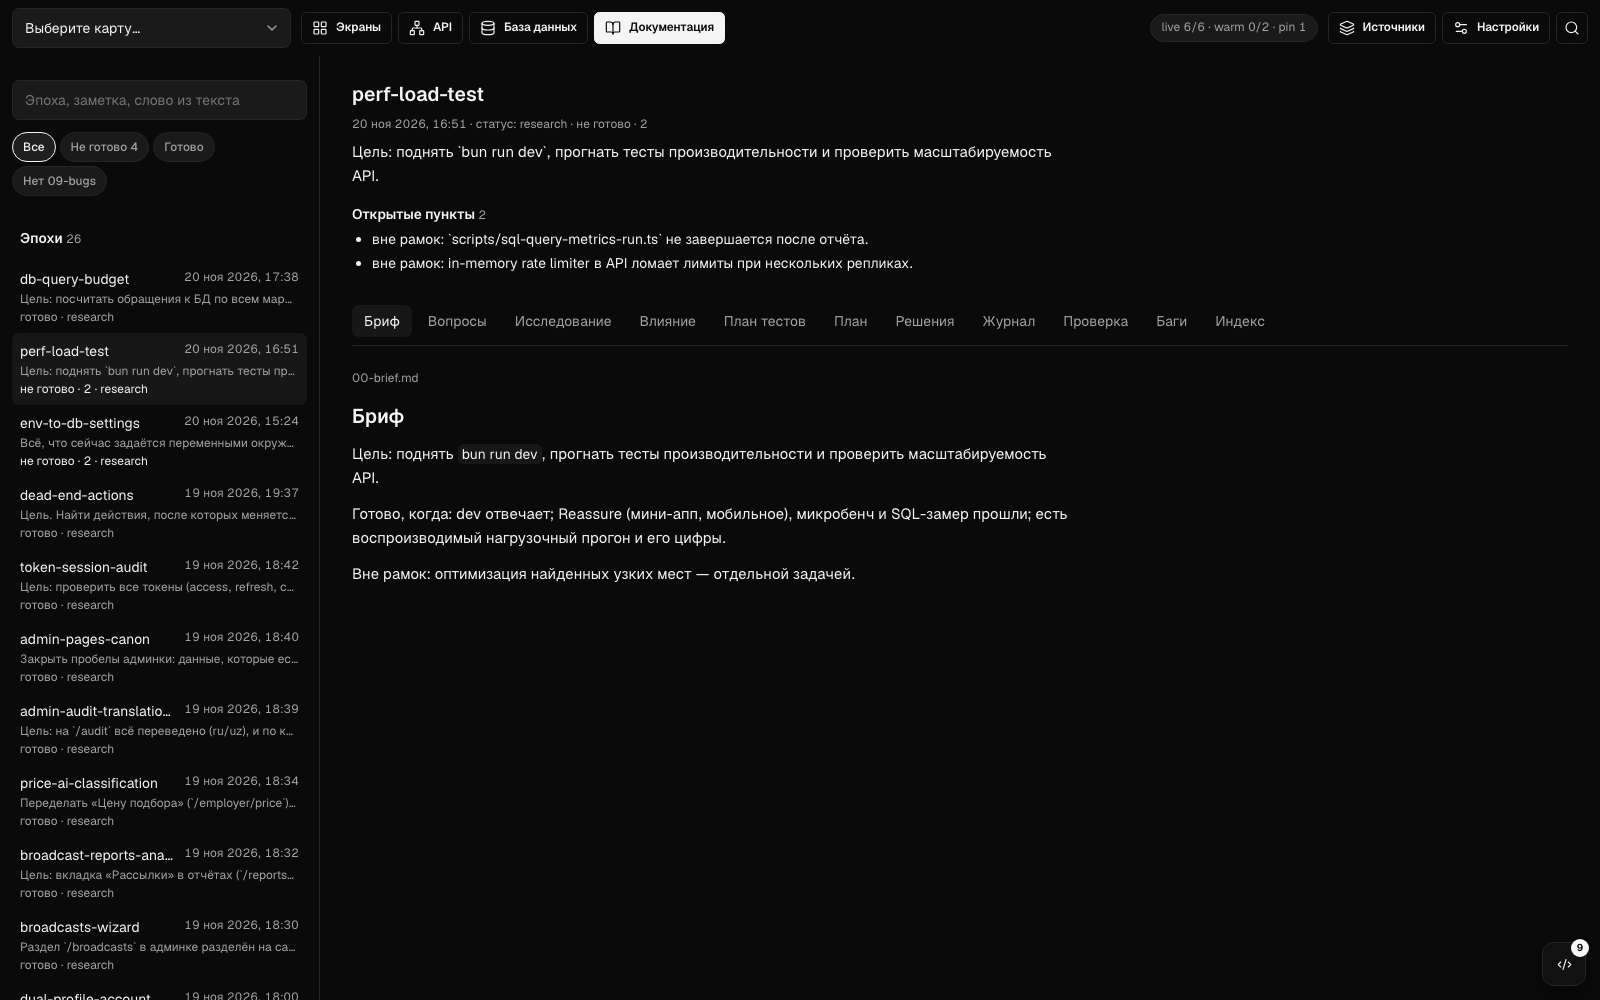 Выберите карту...
Экраны
API
База данных
Документация
live 6/6 · warm 0/2 · pin 1
Источники
Настройки
Эпоха, заметка, слово из текста
Все
Не готово 4
Готово
Нет 09-bugs
Эпохи 26
db-query-budget 20 ноя 2026, 17:38
Цель: посчитать обращения к БД по всем мар...
готово · research
perf-load-test 20 ноя 2026, 16:51
Цель: поднять `bun run dev`, прогнать тесты пр...
не готово · 2 · research
env-to-db-settings 20 ноя 2026, 15:24
Всё, что сейчас задаётся переменными окруж...
не готово · 2 · research
dead-end-actions 19 ноя 2026, 19:37
Цель. Найти действия, после которых меняетс...
готово · research
token-session-audit 19 ноя 2026, 18:42
Цель: проверить все токены (access, refresh, c...
готово · research
admin-pages-canon 19 ноя 2026, 18:40
Закрыть пробелы админки: данные, которые ес...
готово · research
admin-audit-translatio... 19 ноя 2026, 18:39
Цель: на `/audit` всё переведено (ru/uz), и по к...
готово · research
price-ai-classification 19 ноя 2026, 18:34
Переделать «Цену подбора» (`/employer/price`)...
готово · research
broadcast-reports-ana... 19 ноя 2026, 18:32
Цель: вкладка «Рассылки» в отчётах (`/reports...
готово · research
broadcasts-wizard 19 ноя 2026, 18:30
Раздел `/broadcasts` в админке разделён на са...
готово · research
dual-profile-account 19 ноя 2026, 18:00
perf-load-test
20 ноя 2026, 16:51 · статус: research · не готово · 2
Цель: поднять `bun run dev`, прогнать тесты производительности и проверить масштабируемость
API.
Открытые пункты 2
• вне рамок: `scripts/sql-query-metrics-run.ts` не завершается после отчёта.
• вне рамок: in-memory rate limiter в API ломает лимиты при нескольких репликах.
Бриф
Вопросы
Исследование
Влияние
План тестов
План
Решения
Журнал
Проверка
Баги
Индекс
00-brief.md
Бриф
Цель: поднять bun run dev, прогнать тесты производительности и проверить масштабируемость
API.
Готово, когда: dev отвечает; Reassure (мини-апп, мобильное), микробенч и SQL-замер прошли; есть
воспроизводимый нагрузочный прогон и его цифры.
Вне рамок: оптимизация найденных узких мест — отдельной задачей.
9